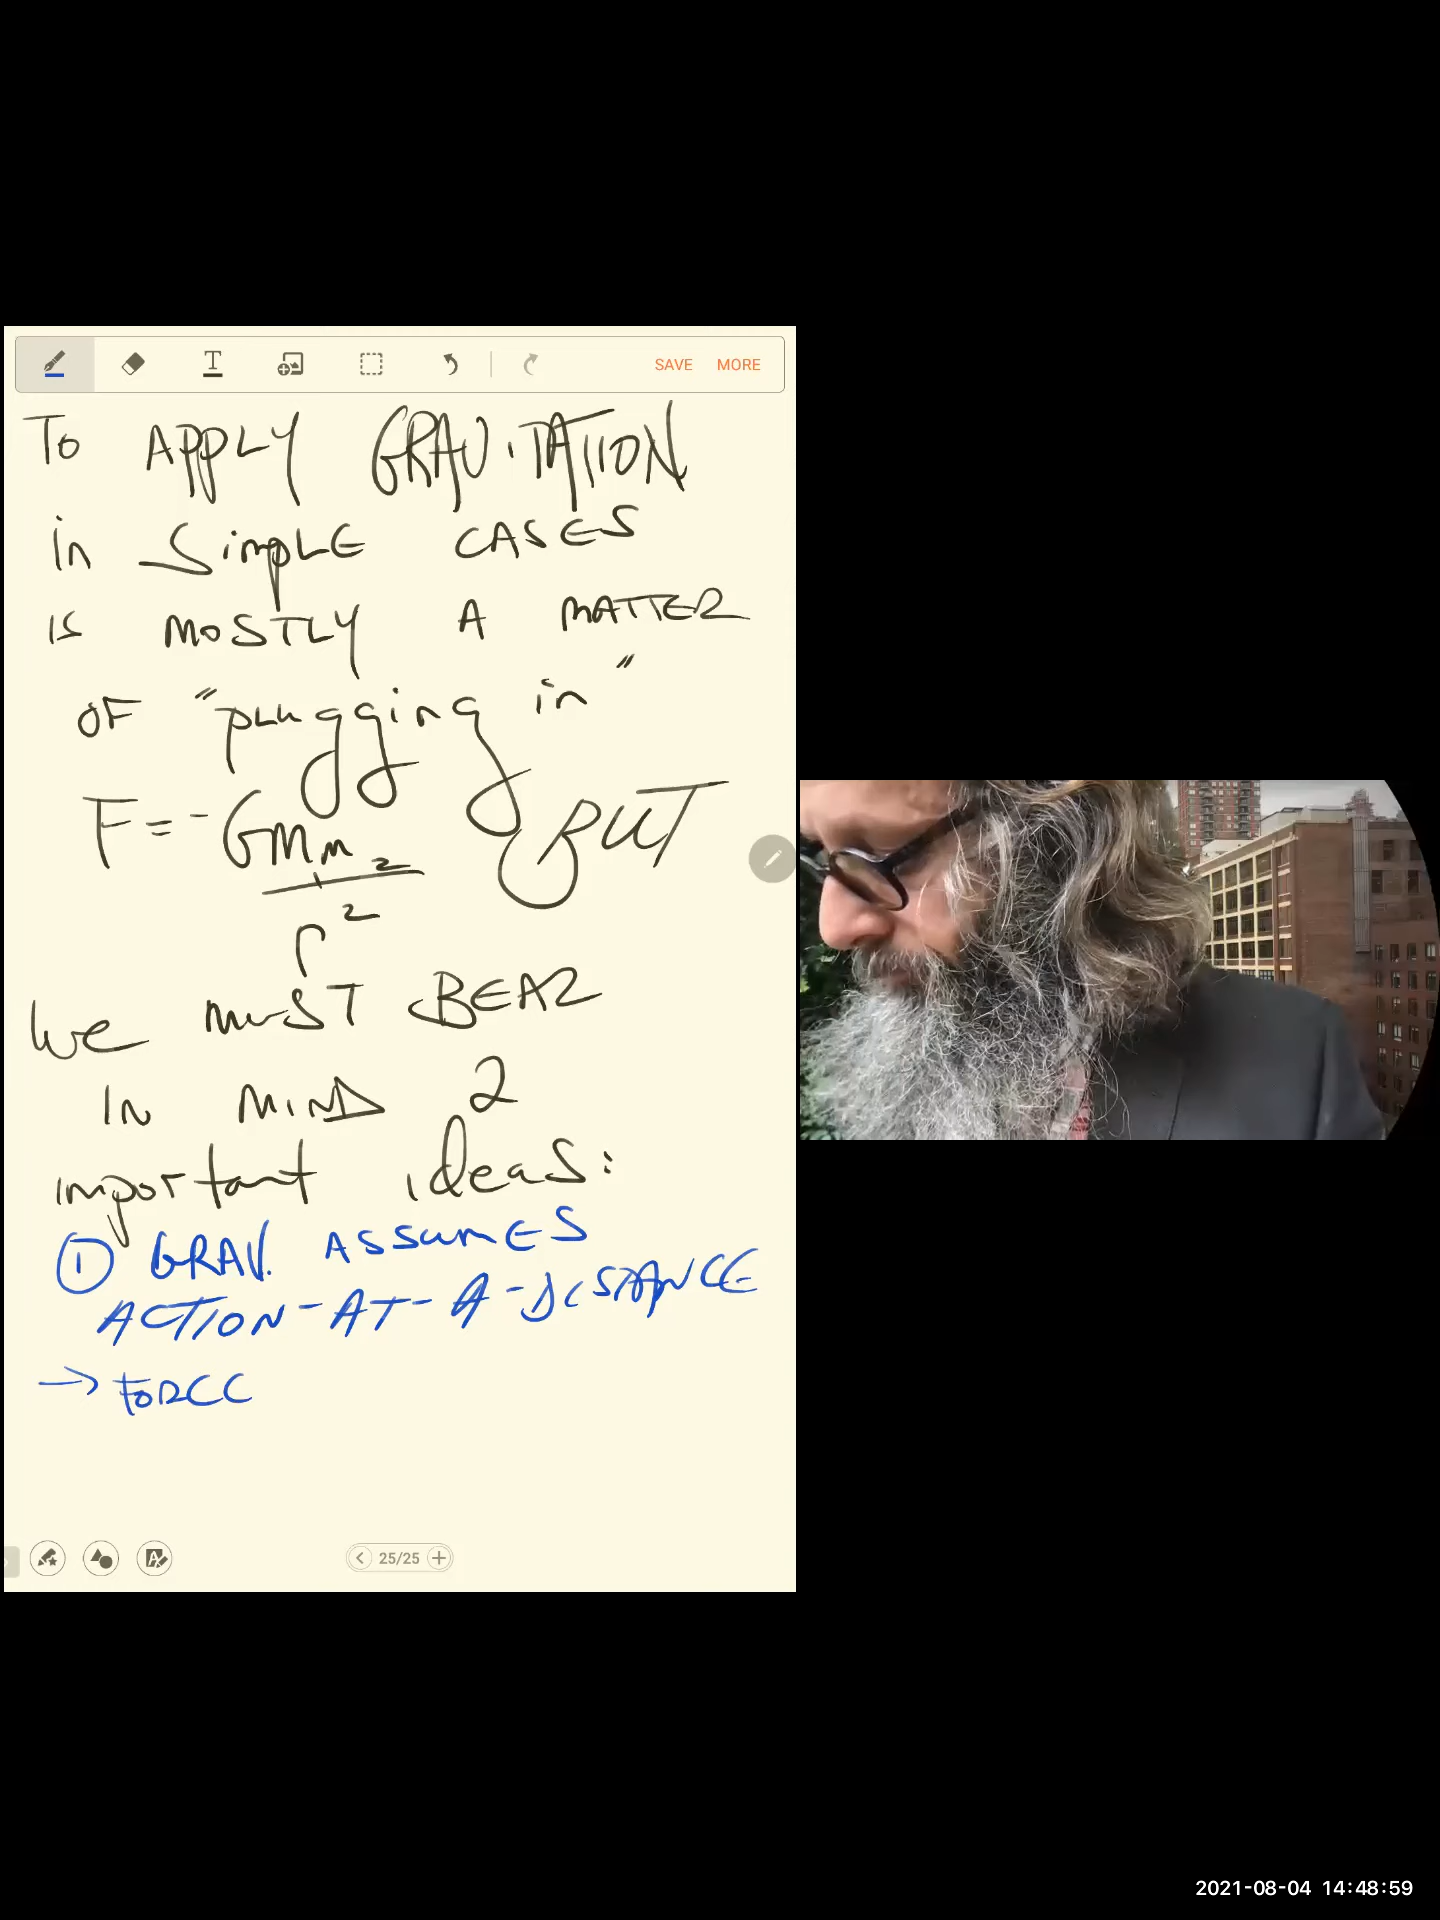 SAVE MORE
To APPLY GRAVITATION
in SimpLE CASES
is MOSTLY A MATTER
OF "plugging in"
F = - GM₁M₂ / r² BUT
We must BEAR
IN MIND 2
important ideas:
① GRAV. ASSUMES
ACTION-AT-A-DISTANCE
→ FORCE
25/25
2021-08-04 14:48:59